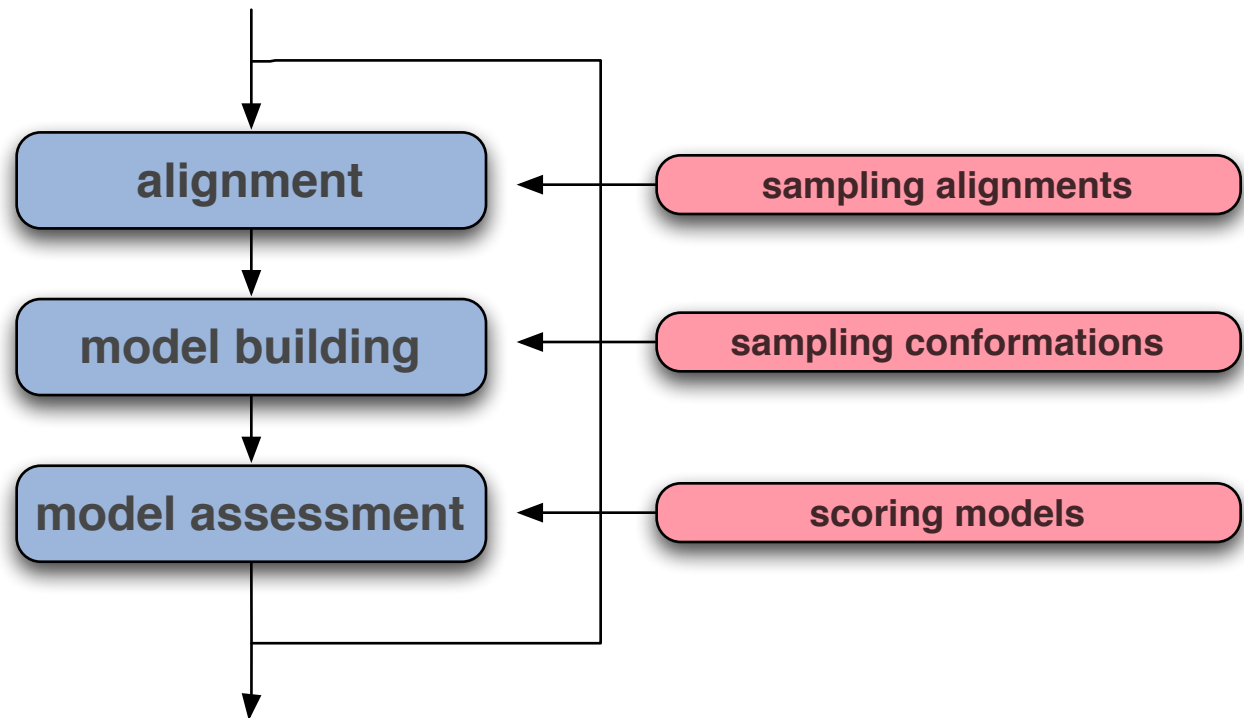 alignment
sampling alignments
model building
sampling conformations
model assessment
scoring models